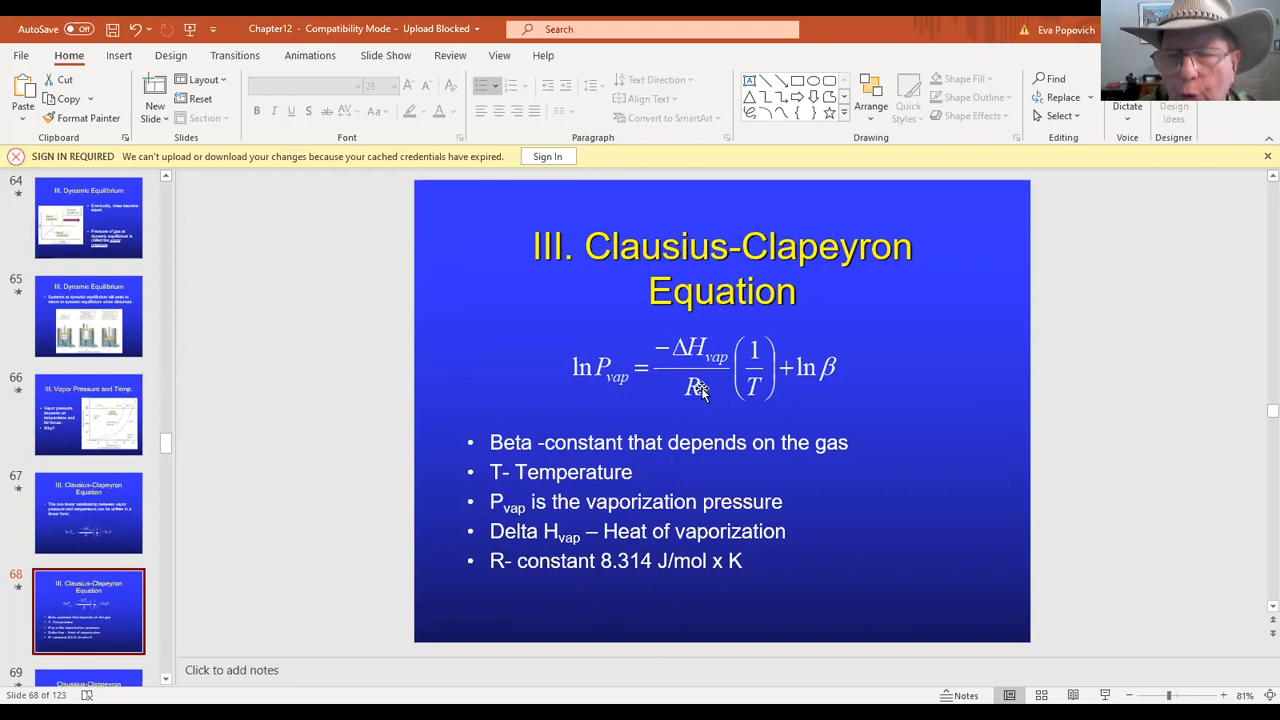 AutoSave Off Chapter12 - Compatibility Mode - Upload Blocked Search Eva Popovich
File Home Insert Design Transitions Animations Slide Show Review View Help
Paste Cut Copy Format Painter Clipboard
New Slide Layout Reset Section Slides
28 Font
Text Direction Align Text Convert to SmartArt Paragraph
Arrange Quick Styles Shape Fill Shape Outline Shape Effects Drawing
Find Replace Select Editing
Dictate Voice
Design Ideas Designer
SIGN IN REQUIRED We can't upload or download your changes because your cached credentials have expired. Sign In
64
III. Dynamic Equilibrium
65
III. Dynamic Equilibrium
66
III. Vapor Pressure and Temp.
67
III. Clausius-Clapeyron
Equation
68
III. Clausius-Clapeyron
Equation
69
III. Clausius-Clapeyron
Equation
ln P_vap = -ΔH_vap / R (1 / T) + ln β
• Beta -constant that depends on the gas
• T- Temperature
• P_vap is the vaporization pressure
• Delta H_vap – Heat of vaporization
• R- constant 8.314 J/mol x K
Click to add notes
Slide 68 of 123 Notes 81%